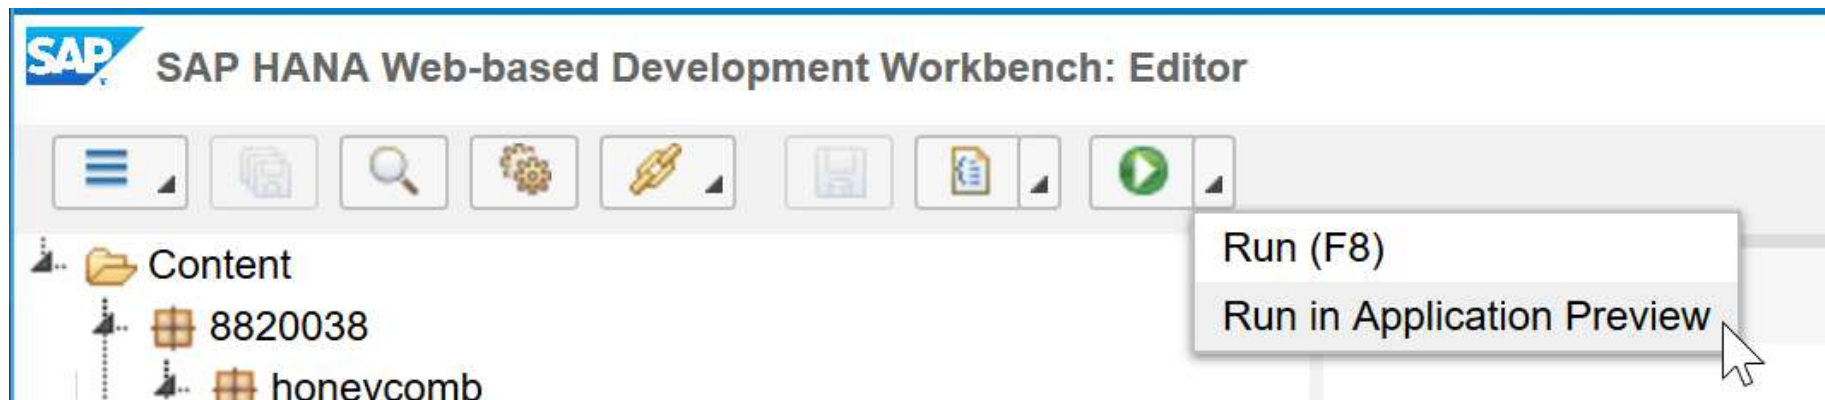 SAP SAP HANA Web-based Development Workbench: Editor
Content
Run (F8)
8820038
Run in Application Preview
honeycomb